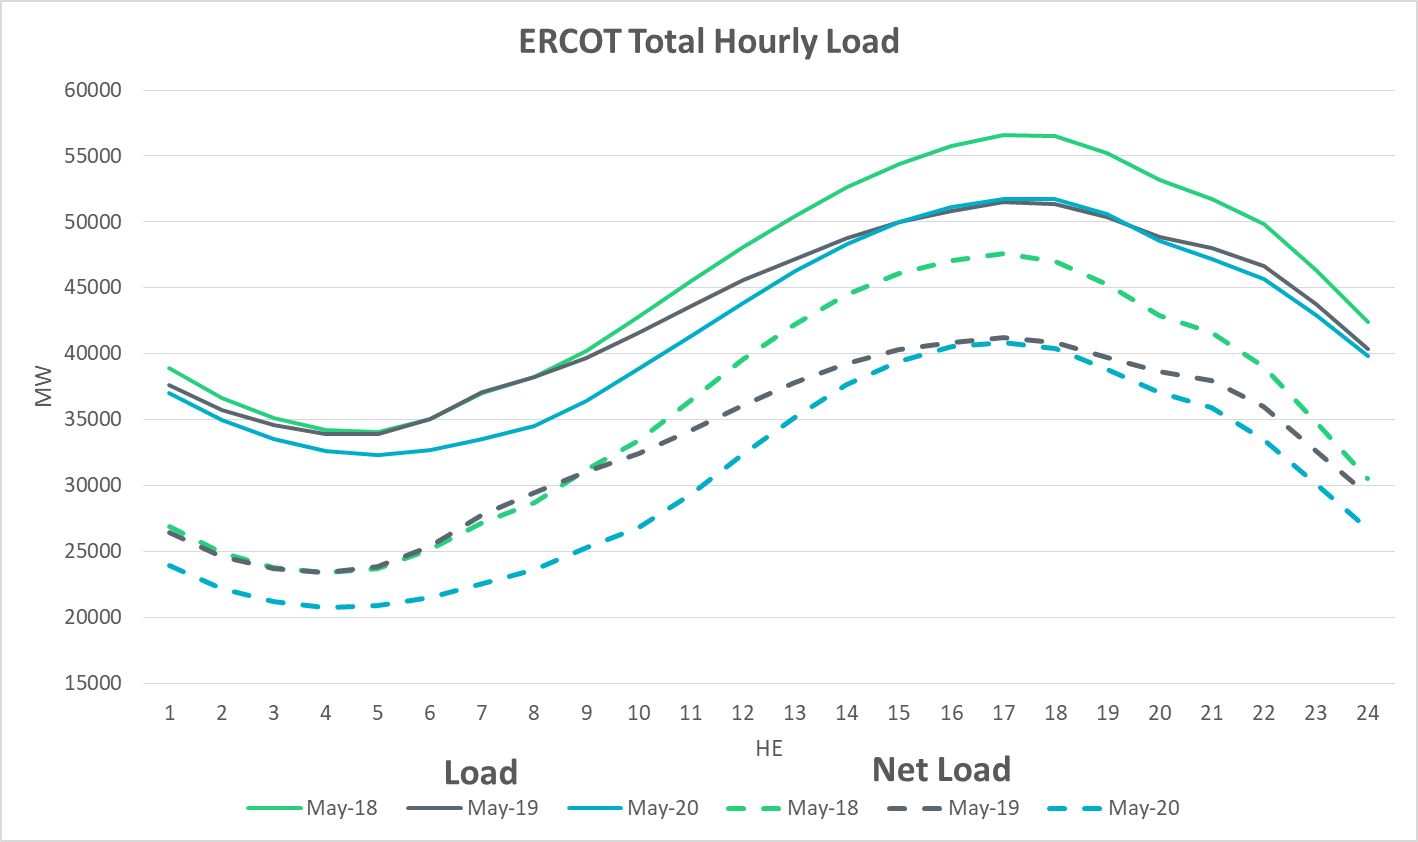 ERCOT Total Hourly Load
60000
55000
50000
45000
40000
35000
30000
25000
20000
15000
MW
1 2 3 4 5 6 7 8 9 10 11 12 13 14 15 16 17 18 19 20 21 22 23 24
HE
Load Net Load
May-18 May-19 May-20 May-18 May-19 May-20